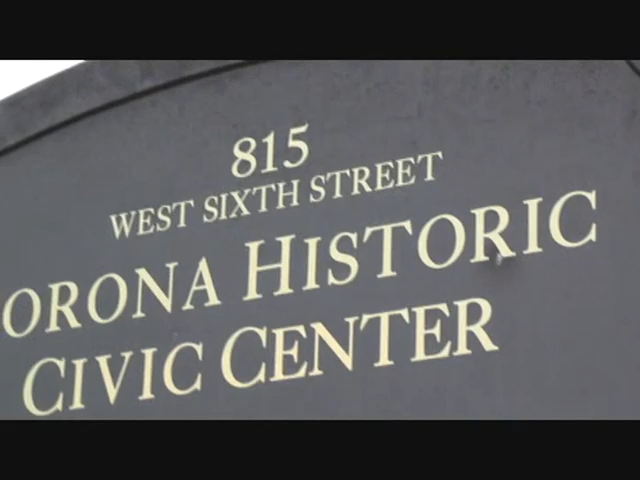 815
WEST SIXTH STREET
ORONA HISTORIC
CIVIC CENTER